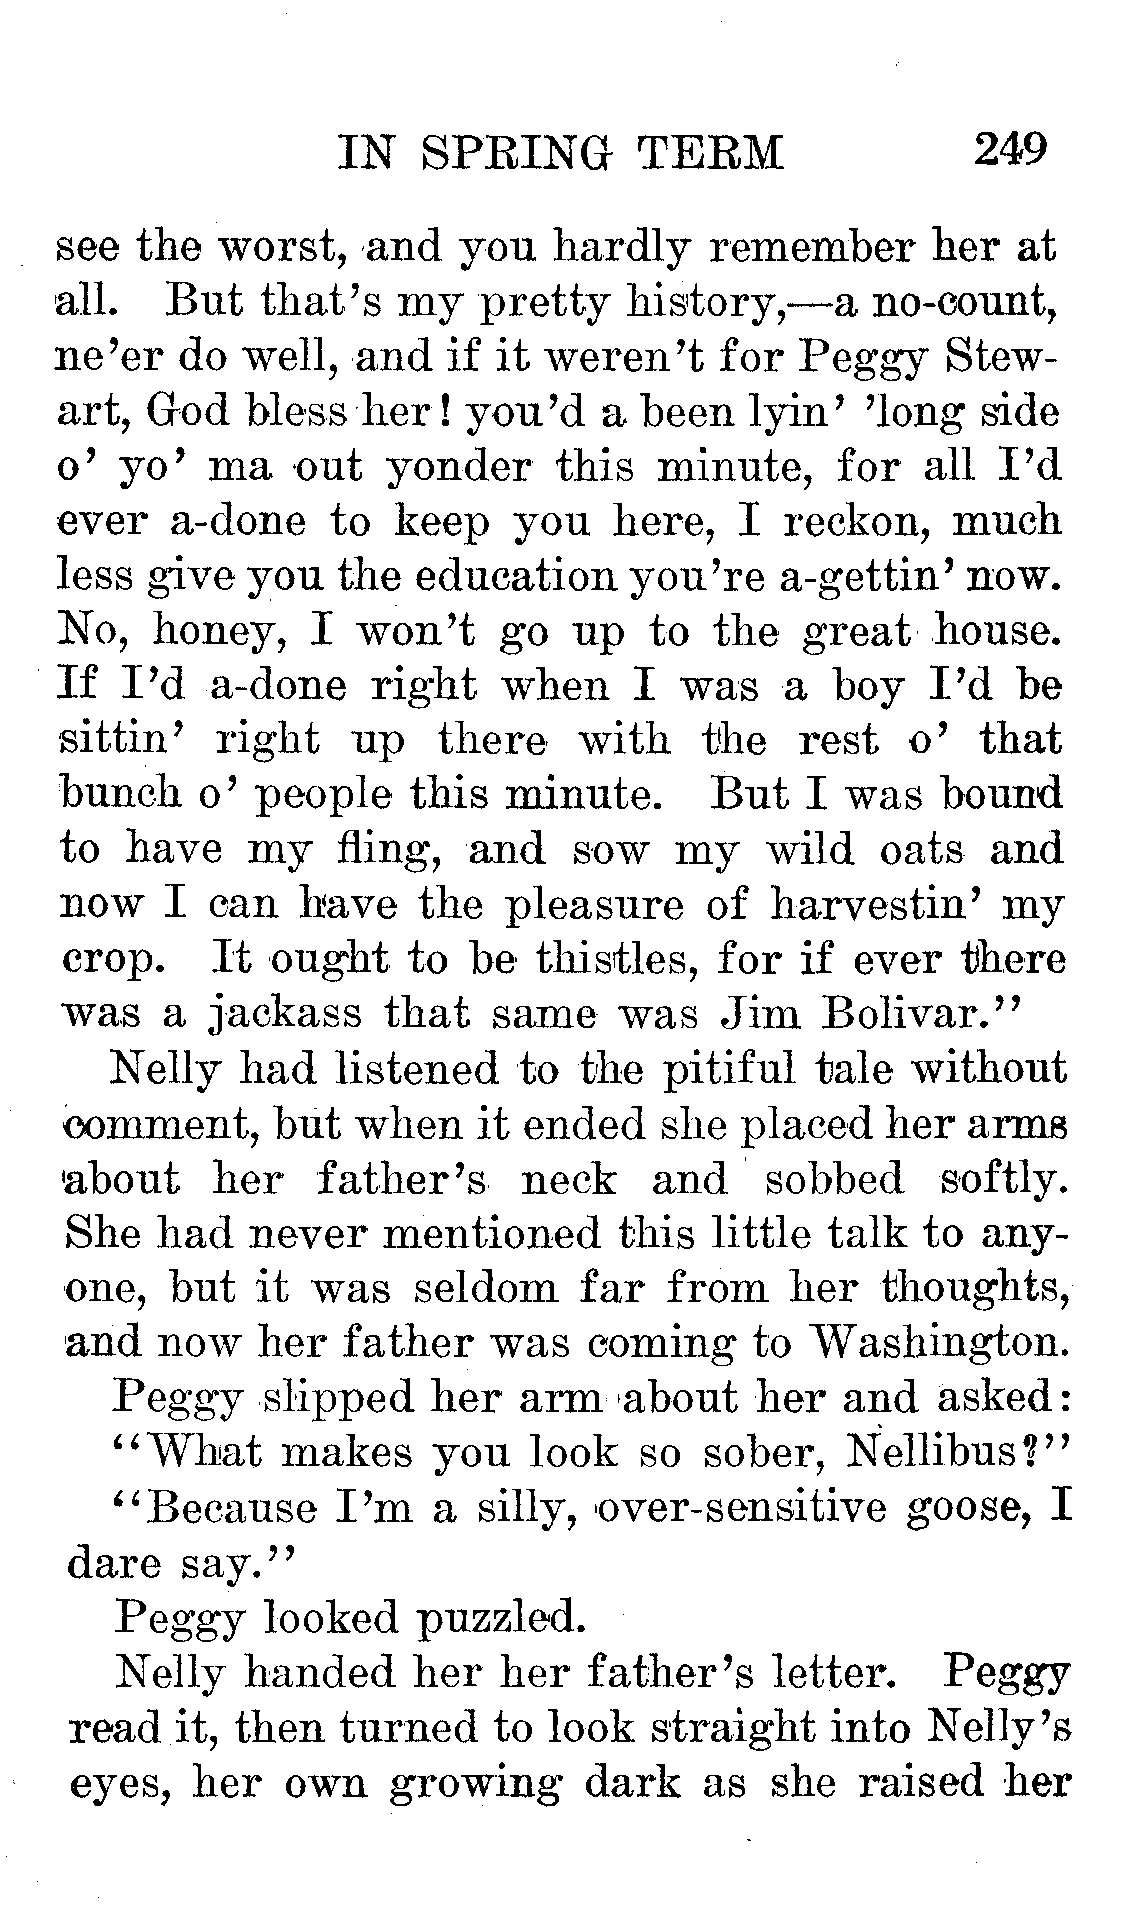 IN SPRING TERM 249
see the worst, and you hardly remember her at
all. But that's my pretty history,—a no-count,
ne'er do well, and if it weren't for Peggy Stew-
art, God bless her! you'd a been lyin' 'long side
o' yo' ma out yonder this minute, for all I'd
ever a-done to keep you here, I reckon, much
less give you the education you're a-gettin' now.
No, honey, I won't go up to the great house.
If I'd a-done right when I was a boy I'd be
sittin' right up there with the rest o' that
bunch o' people this minute. But I was bound
to have my fling, and sow my wild oats and
now I can have the pleasure of harvestin' my
crop. It ought to be thistles, for if ever there
was a jackass that same was Jim Bolivar."
Nelly had listened to the pitiful tale without
comment, but when it ended she placed her arms
about her father's neck and sobbed softly.
She had never mentioned this little talk to any-
one, but it was seldom far from her thoughts,
and now her father was coming to Washington.
Peggy slipped her arm about her and asked:
"What makes you look so sober, Nellibus?"
"Because I'm a silly, over-sensitive goose, I
dare say."
Peggy looked puzzled.
Nelly handed her her father's letter. Peggy
read it, then turned to look straight into Nelly's
eyes, her own growing dark as she raised her